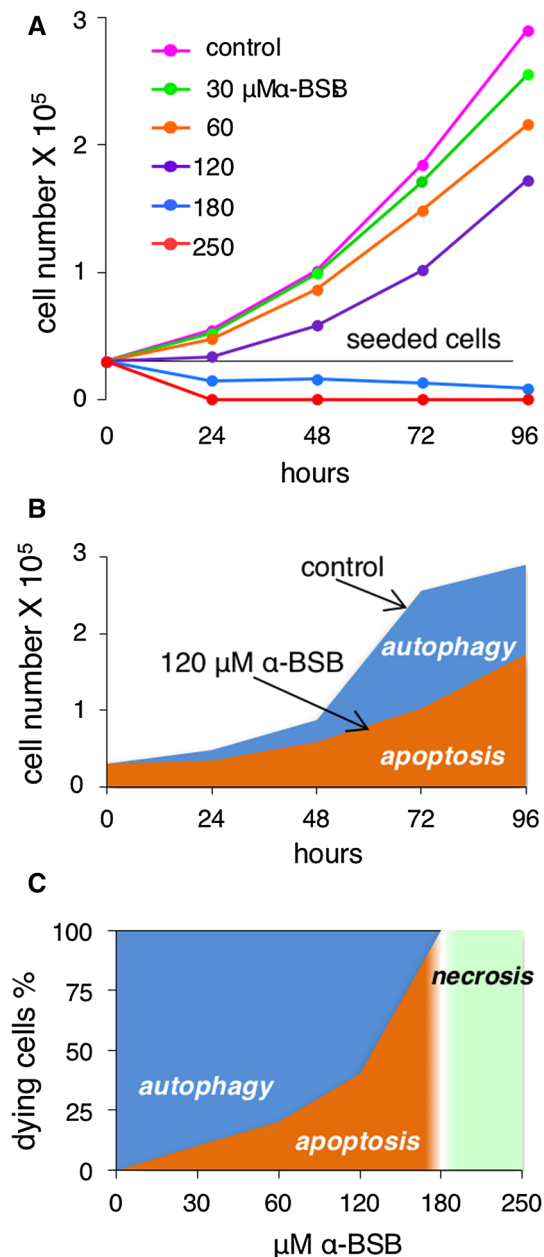 A
3
control
30 µMα-BSB
60
2
120
180
250
cell number X 10⁵
1
seeded cells
0
0 24 48 72 96
hours
B
3
control
2
autophagy
120 µM α-BSB
cell number X 10⁵
1
apoptosis
0
0 24 48 72 96
hours
C
100
necrosis
75
dying cells %
50
autophagy
25
apoptosis
0
0 30 60 120 180 250
µM α-BSB